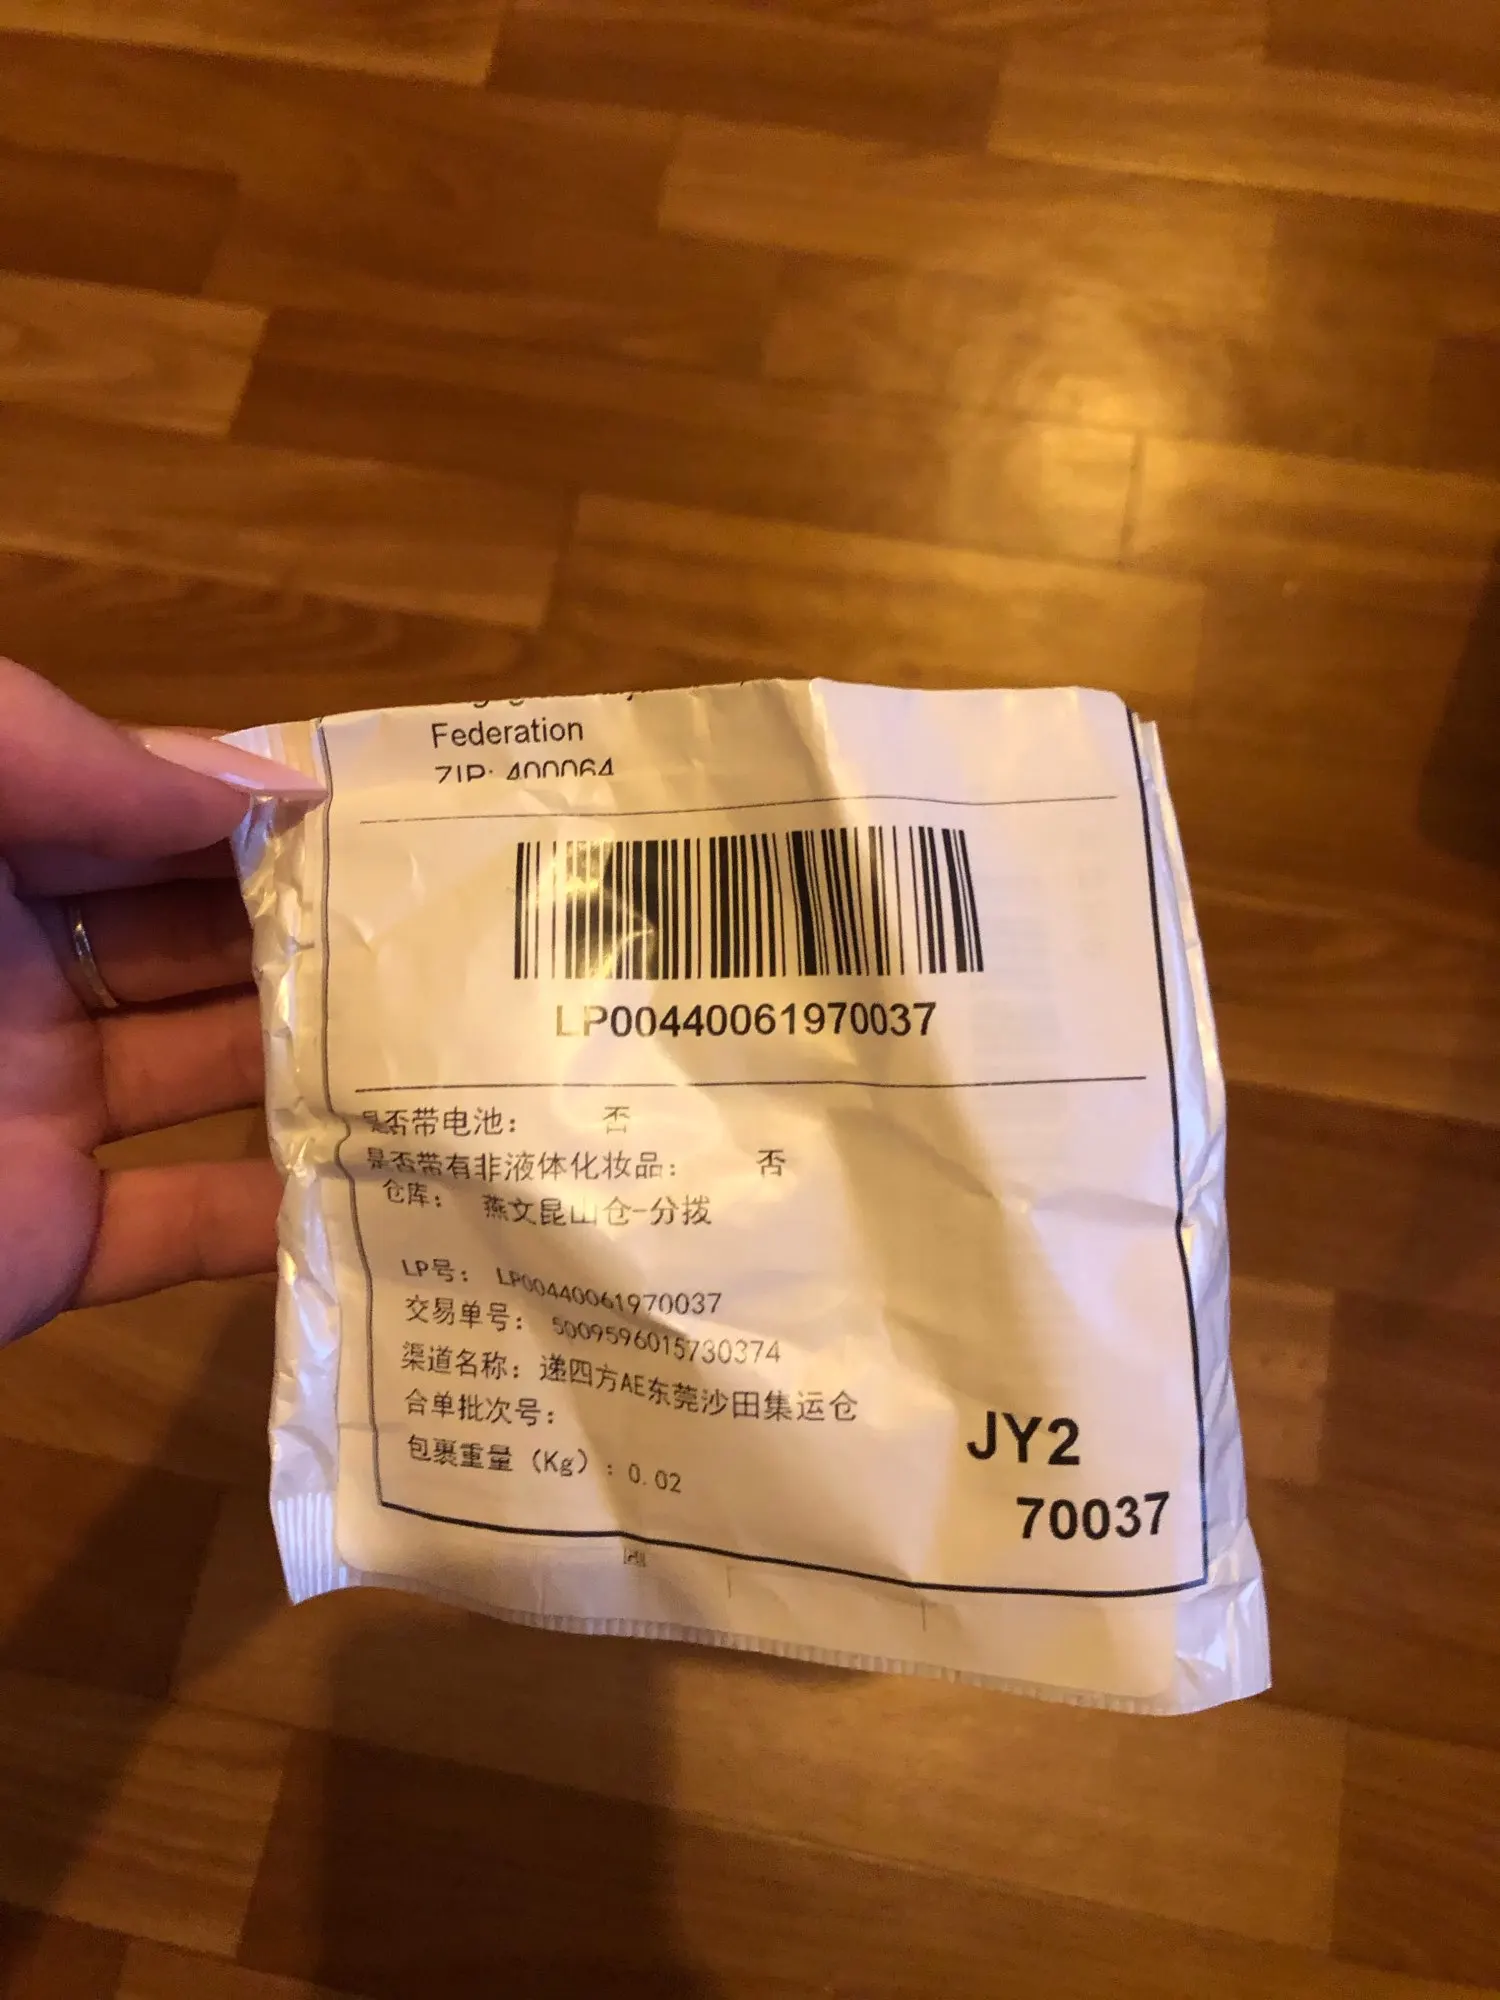 Federation
ZIP: 400064
LP00440061970037
是否带电池： 否
是否带有非液体化妆品： 否
仓库： 燕文昆山仓-分拨
LP号： LP00440061970037
交易单号： 5009596015730374
渠道名称：递四方AE东莞沙田集运仓
合单批次号：
包裹重量（Kg）：0.02
JY2
70037